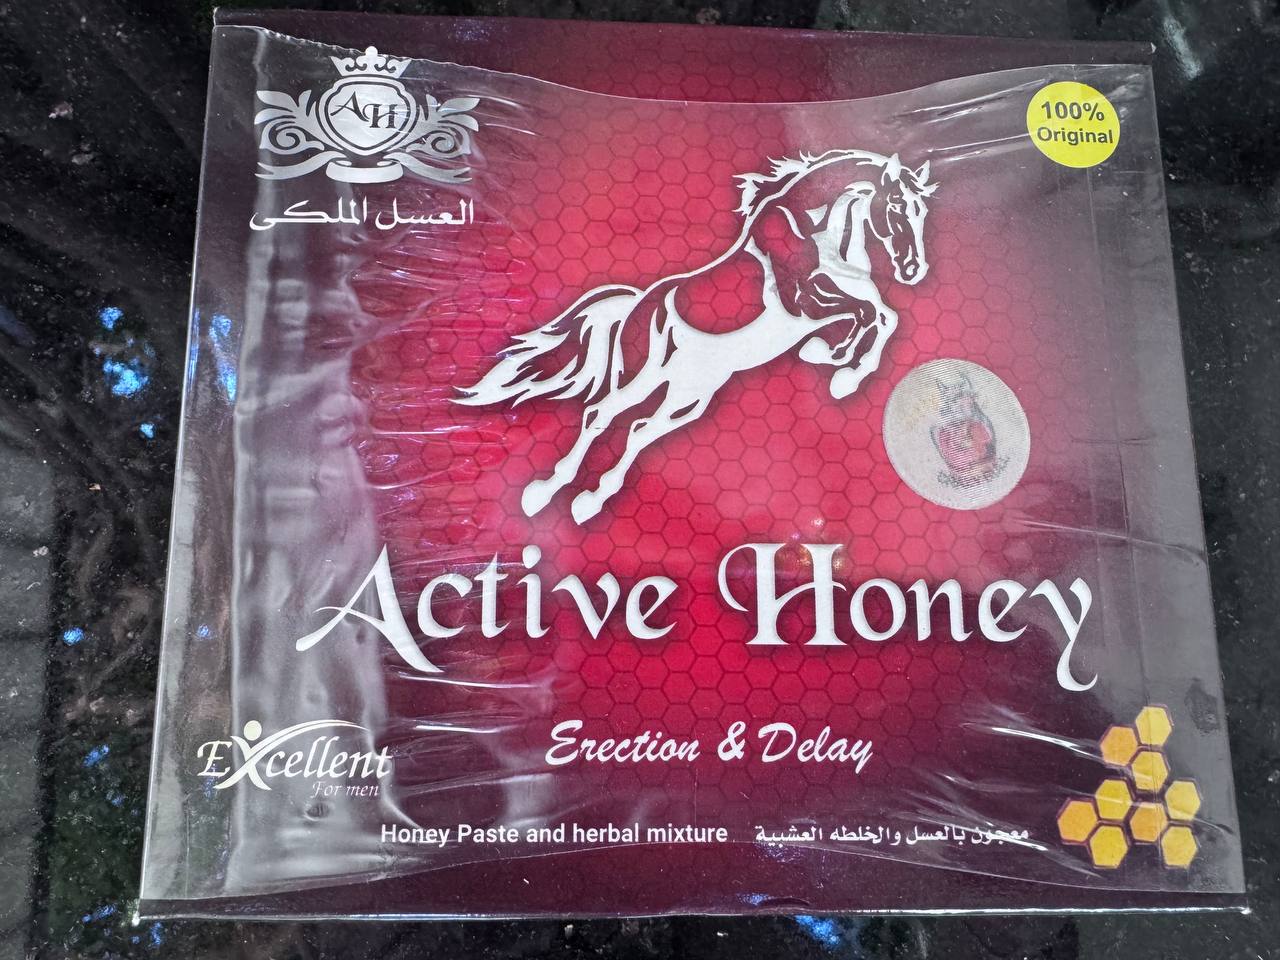 AH
العسل الملكى
100%
Original
Active Honey
Erection & Delay
Excellent
For men
Honey Paste and herbal mixture معجون بالعسل والخلطه العشبية